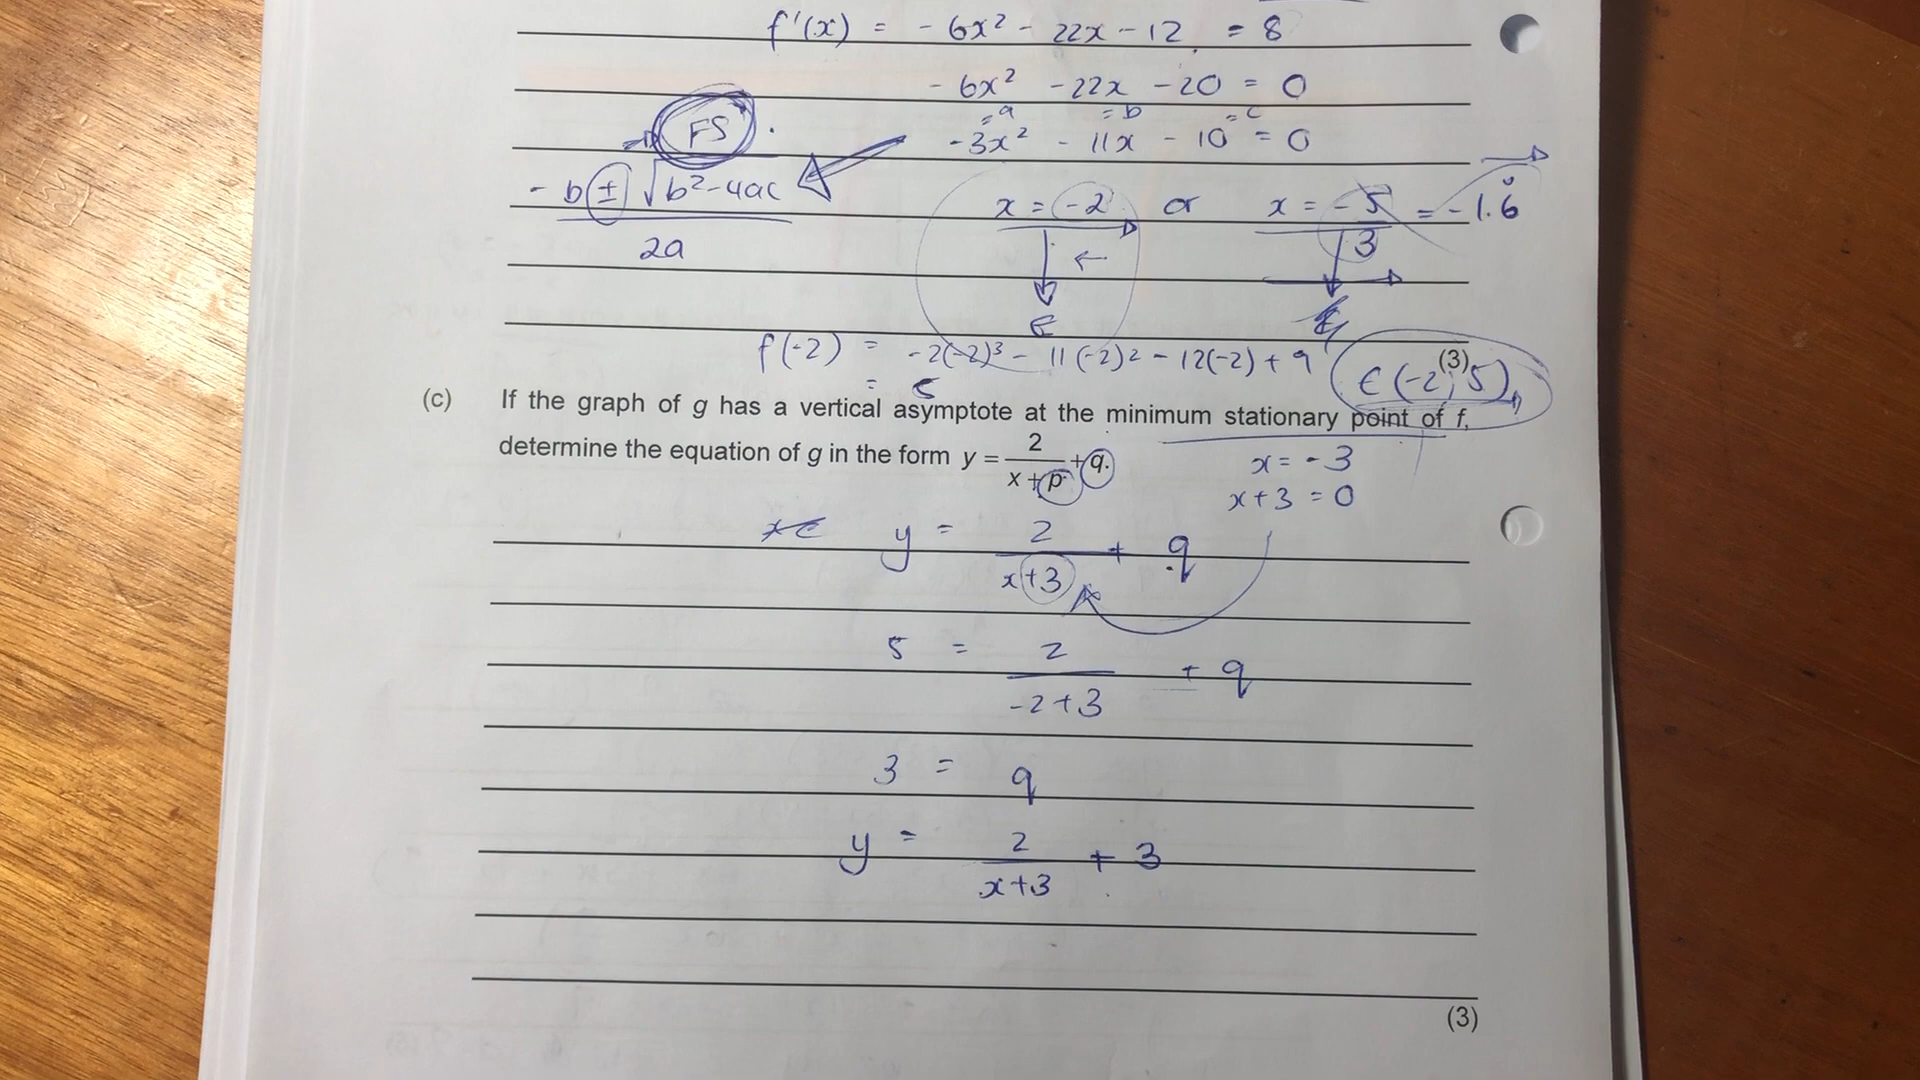 f'(x) = - 6x² - 22x - 12 = 8
- 6x² - 22x - 20 = 0
= a = b = c
FS.
-3x² - 11x - 10 = 0
- b ± √b²-4ac
2a
x = -2 or x = -5/3 = -1.6̇
E
f(-2) = -2(-2)³ - 11(-2)² - 12(-2) + 9
= 5
(3)
E(-2; 5)
(c) If the graph of g has a vertical asymptote at the minimum stationary point of f,
determine the equation of g in the form y = 2/(x+p) + q.
x = -3
x+3 = 0
y = 2/(x+3) + q
5 = 2/(-2+3) + q
3 = q
y = 2/(x+3) + 3
(3)